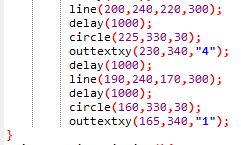 line(200,240,220,300);
delay(1000);
circle(225,330,30);
outtextxy(230,340,"4");
delay(1000);
line(190,240,170,300);
delay(1000);
circle(160,330,30);
outtextxy(165,340,"1");
}